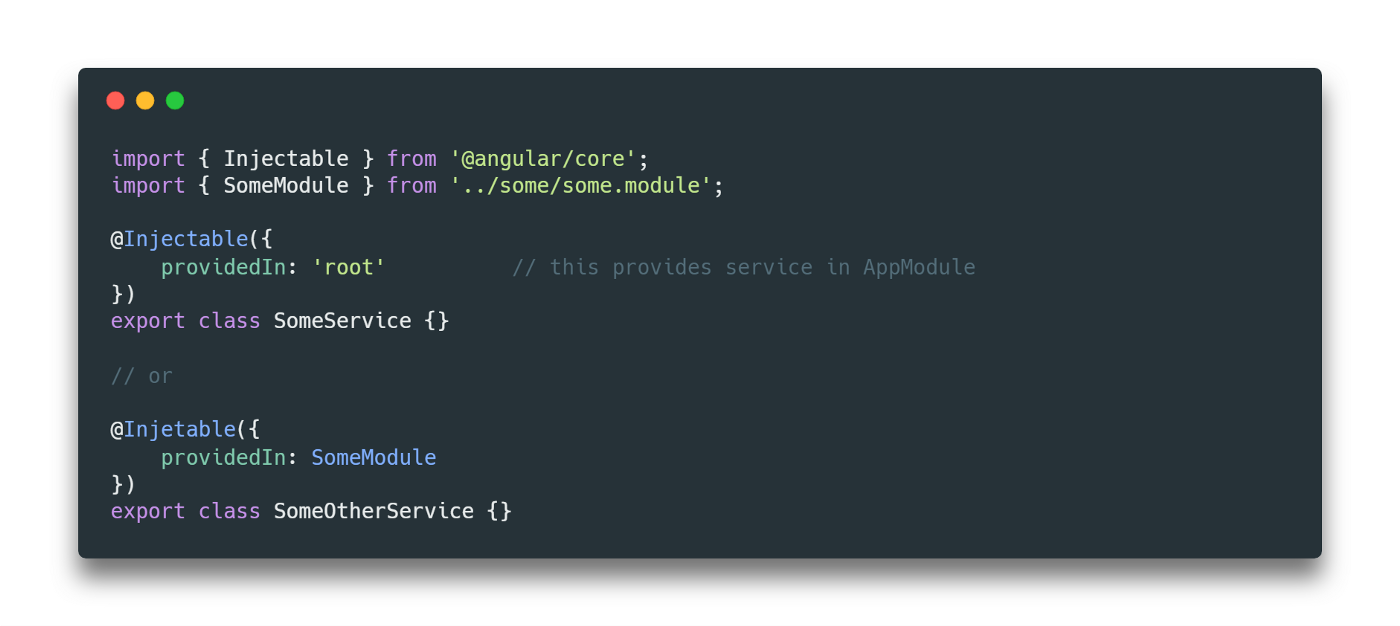 import { Injectable } from '@angular/core';
import { SomeModule } from '../some/some.module';
@Injectable({
    providedIn: 'root'          // this provides service in AppModule
})
export class SomeService {}
// or
@Injetable({
    providedIn: SomeModule
})
export class SomeOtherService {}